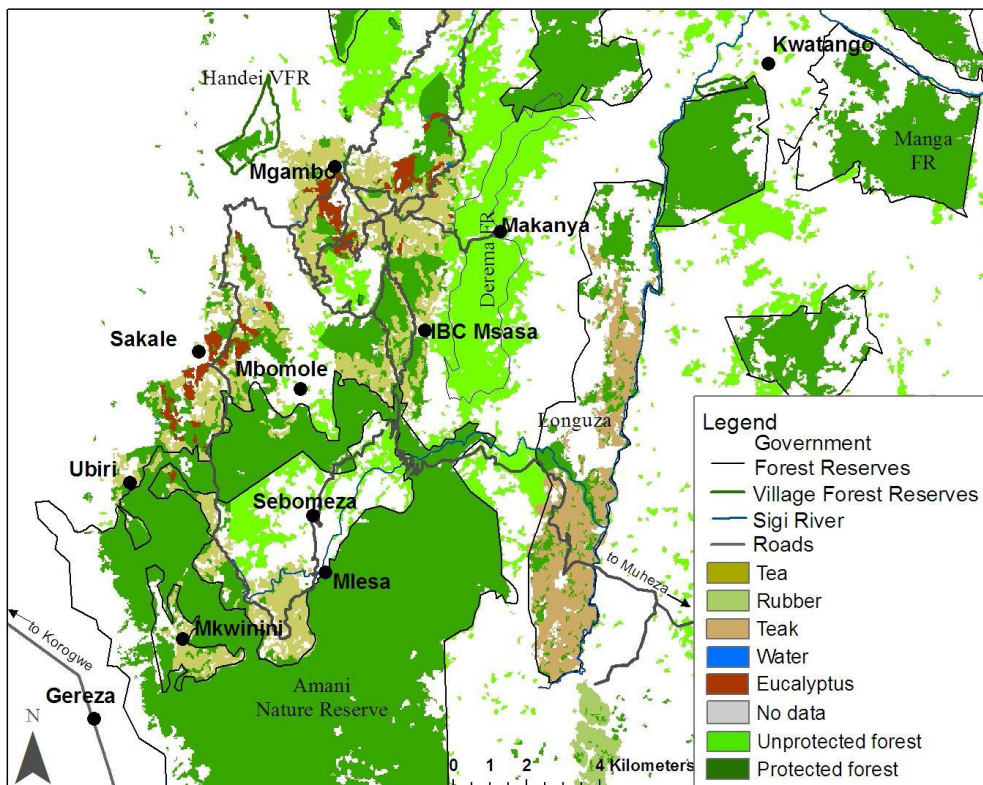 Kwatango
Handei VFR
Manga
FR
Mgambo
Makanya
Derema FR
IBC Msasa
Sakale
Mbomole
Longuza
Ubiri
Sebomeza
Mlesa
to Muheza
Mkwinini
to Korogwe
Gereza
Amani
Nature Reserve
N
0 1 2 4 Kilometers
Legend
Government
Forest Reserves
Village Forest Reserves
Sigi River
Roads
Tea
Rubber
Teak
Water
Eucalyptus
No data
Unprotected forest
Protected forest